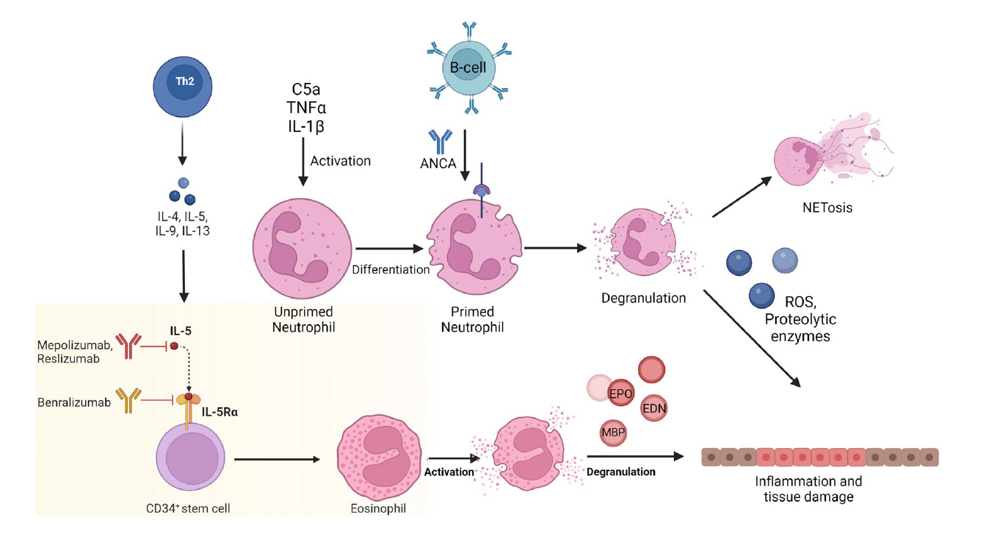 Th2
IL-4, IL-5,
IL-9, IL-13
C5a
TNFα
IL-1β
Activation
B-cell
ANCA
Unprimed
Neutrophil
Differentiation
Primed
Neutrophil
Degranulation
NETosis
ROS,
Proteolytic
enzymes
IL-5
Mepolizumab,
Reslizumab
Benralizumab
IL-5Rα
CD34+ stem cell
Eosinophil
Activation
EPO
EDN
MBP
Degranulation
Inflammation and
tissue damage